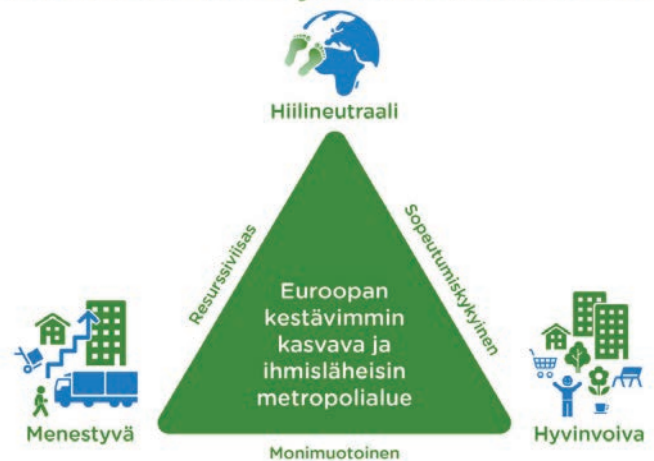 Hiilineutraali
Resurssiviisas
Sopeutumiskykyinen
Euroopan
kestävimmin
kasvava ja
ihmisläheisin
metropolialue
Menestyvä
Hyvinvoiva
Monimuotoinen